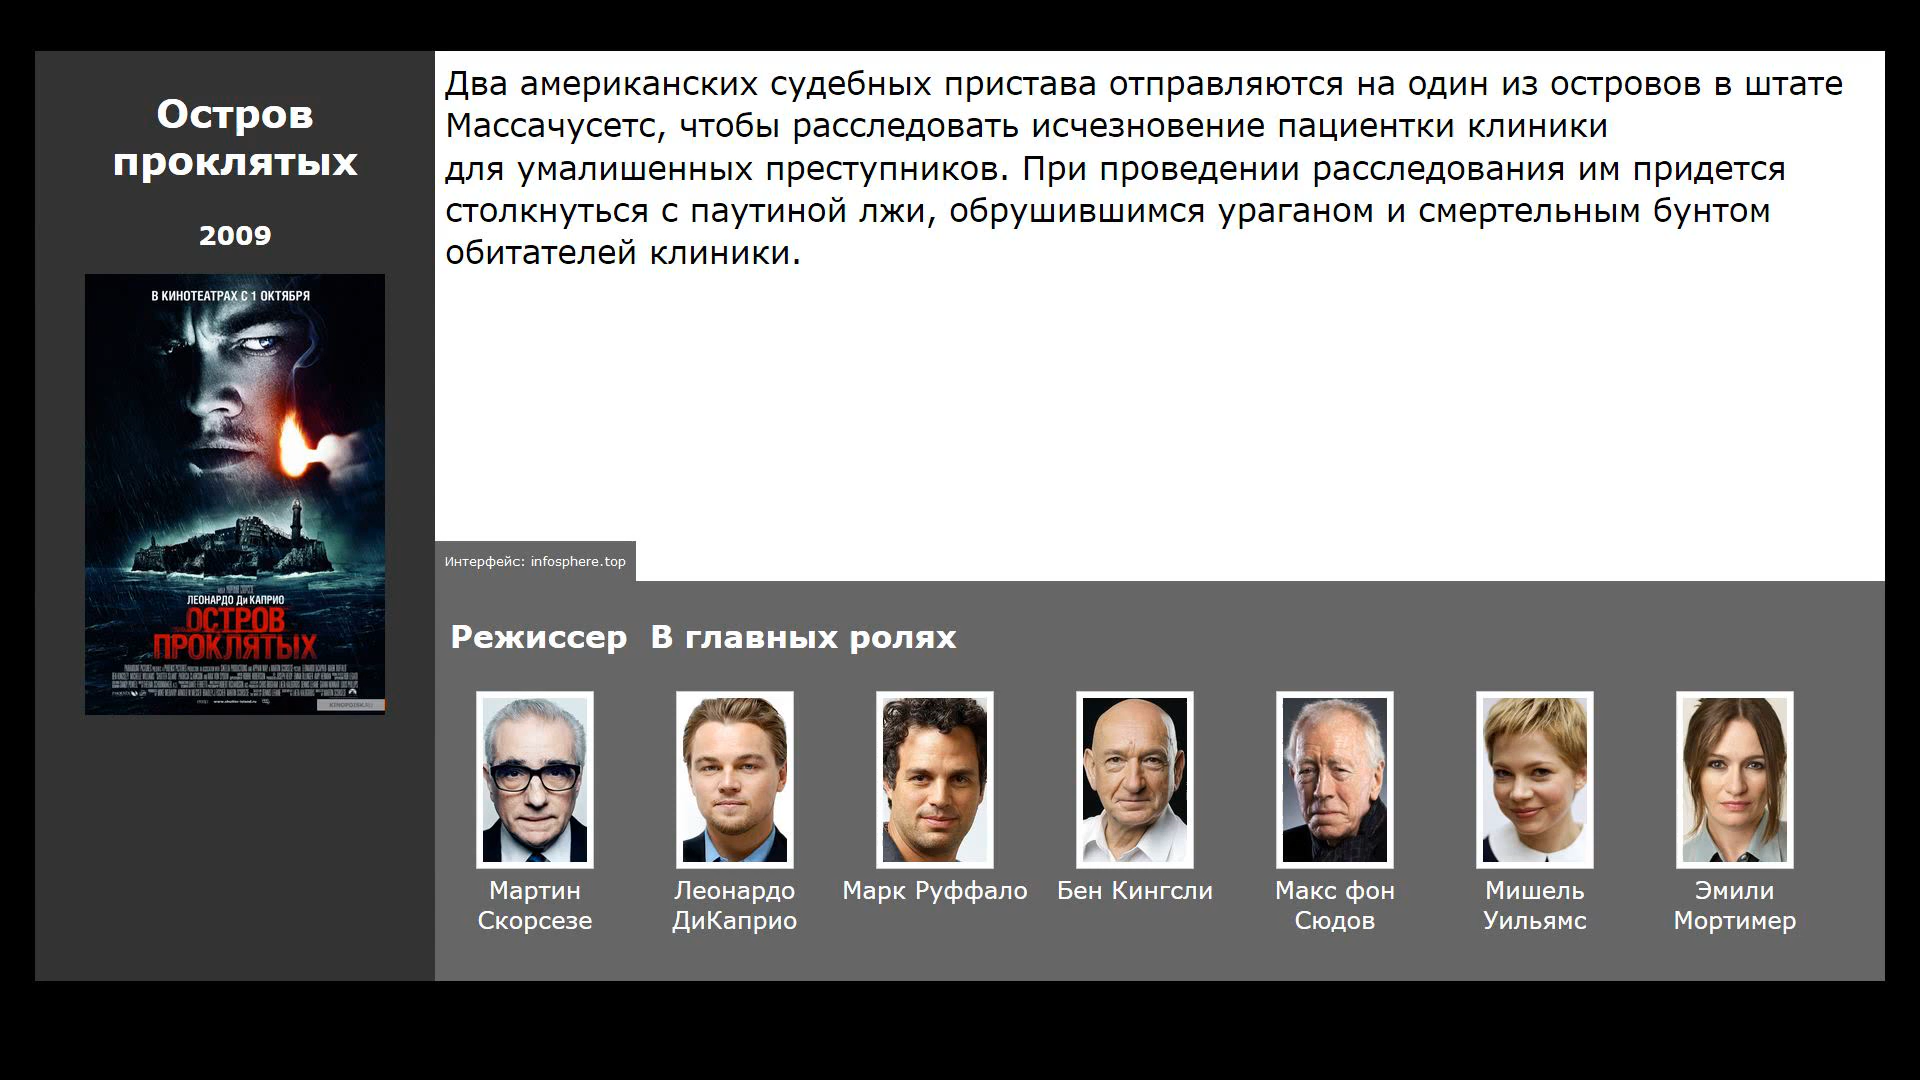 Остров
проклятых
2009
В КИНОТЕАТРАХ С 1 ОКТЯБРЯ
ЛЕОНАРДО Ди КАПРИО
ОСТРОВ
ПРОКЛЯТЫХ
KINOPOISK.RU
Два американских судебных пристава отправляются на один из островов в штате
Массачусетс, чтобы расследовать исчезновение пациентки клиники
для умалишенных преступников. При проведении расследования им придется
столкнуться с паутиной лжи, обрушившимся ураганом и смертельным бунтом
обитателей клиники.
Интерфейс: infosphere.top
Режиссер В главных ролях
Мартин
Скорсезе
Леонардо
ДиКаприо
Марк Руффало
Бен Кингсли
Макс фон
Сюдов
Мишель
Уильямс
Эмили
Мортимер